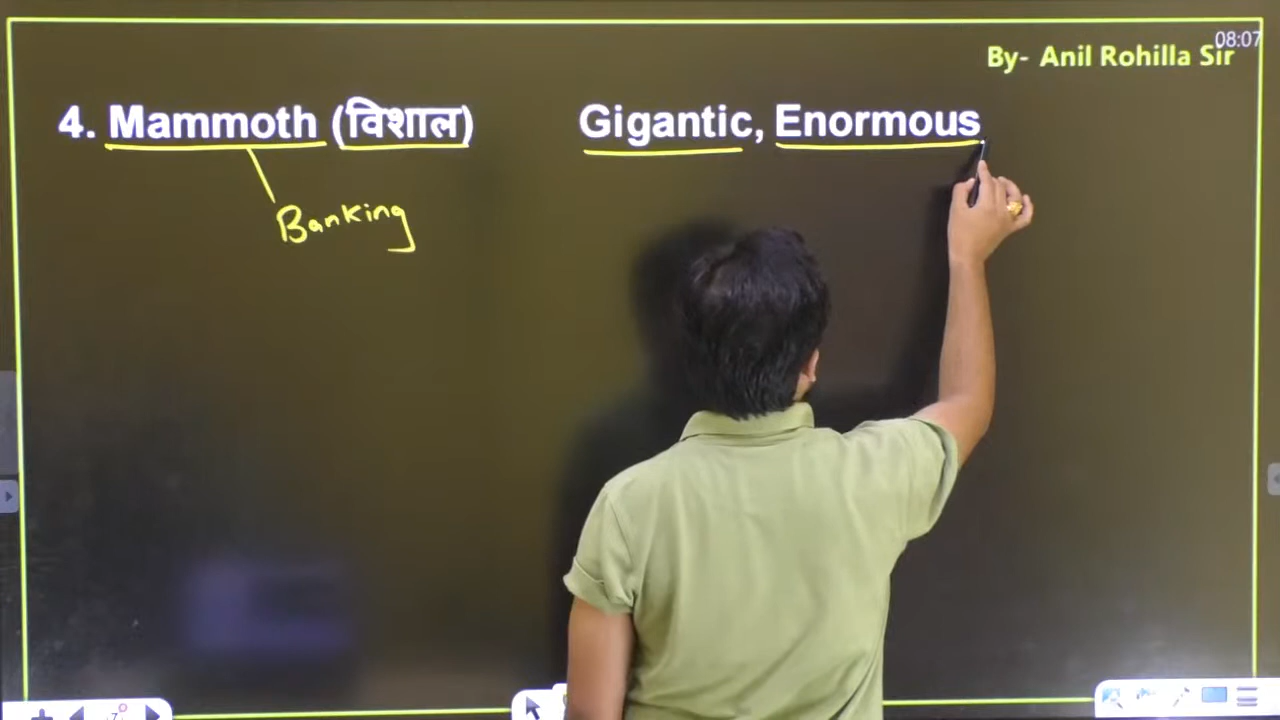 08:07
By- Anil Rohilla Sir
4. Mammoth (विशाल) Gigantic, Enormous
Banking